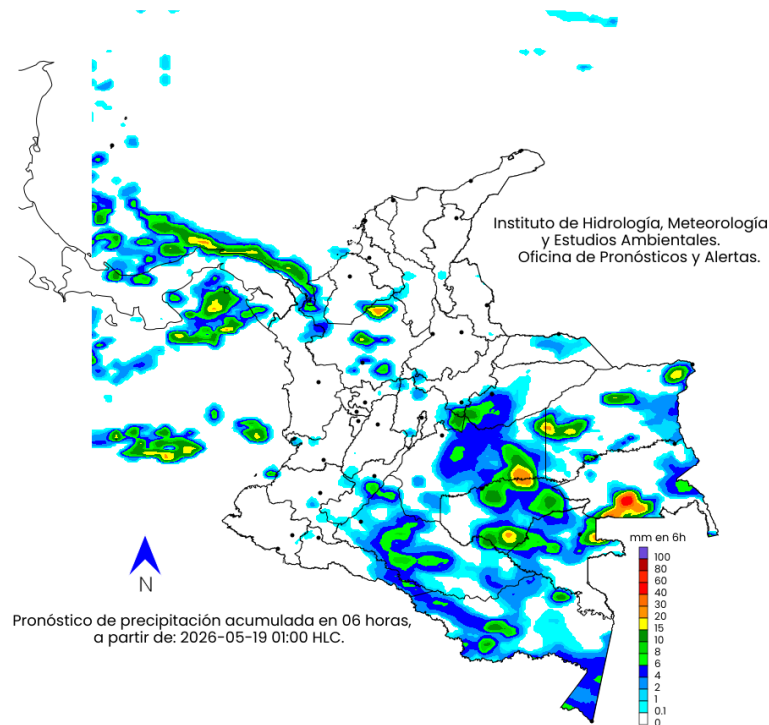 Instituto de Hidrología, Meteorología
y Estudios Ambientales.
Oficina de Pronósticos y Alertas.
N
Pronóstico de precipitación acumulada en 06 horas,
a partir de: 2026-05-19 01:00 HLC.
mm en 6h
100
80
60
40
30
20
15
10
8
6
4
2
1
0.1
0